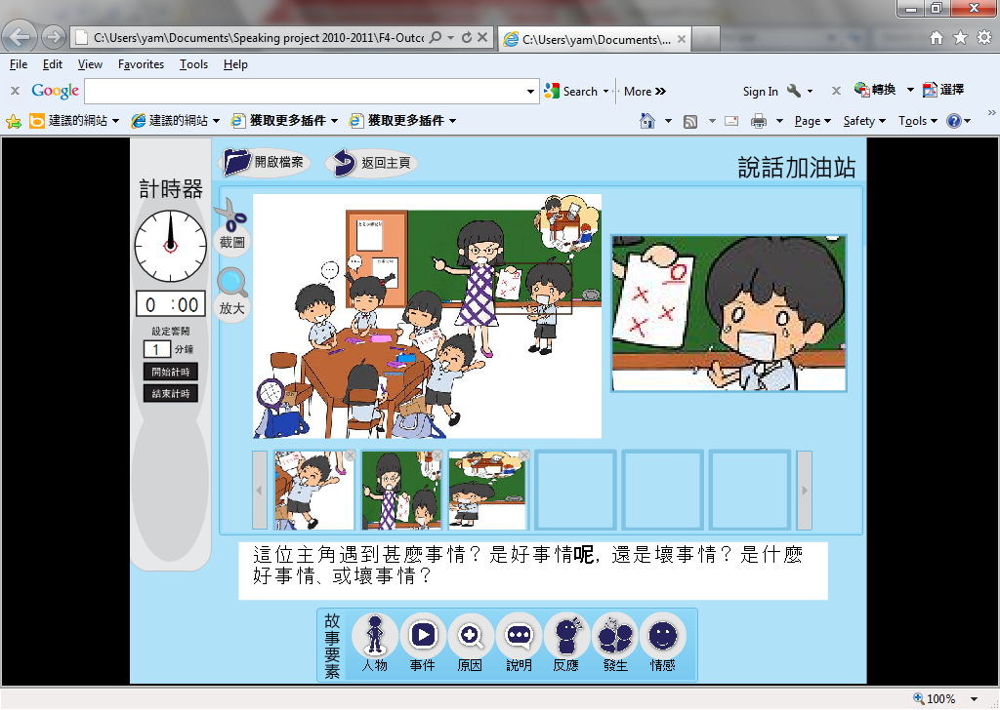 C:\Users\yam\Documents\Speaking project 2010-2011\F4-Outco
C:\Users\yam\Documents\...
File Edit View Favorites Tools Help
Google
Search
More »
Sign In
轉換
選擇
建議的網站
建議的網站
獲取更多插件
獲取更多插件
Page
Safety
Tools
開啟檔案
返回主頁
說話加油站
計時器
截圖
放大
0 :00
設定響鬧
1 分鐘
開始計時
結束計時
0
這位主角遇到甚麼事情？是好事情呢，還是壞事情？是什麼
好事情、或壞事情？
故事要素
人物
事件
原因
說明
反應
發生
情感
100%